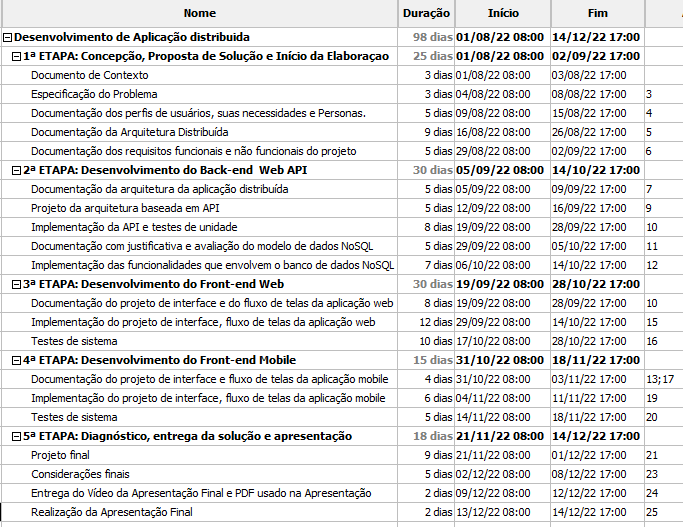 Nome Duração Início Fim
Desenvolvimento de Aplicação distribuida 98 dias 01/08/22 08:00 14/12/22 17:00
1ª ETAPA: Concepção, Proposta de Solução e Início da Elaboraçao 25 dias 01/08/22 08:00 02/09/22 17:00
Documento de Contexto 3 dias 01/08/22 08:00 03/08/22 17:00
Especificação do Problema 3 dias 04/08/22 08:00 08/08/22 17:00 3
Documentação dos perfis de usuários, suas necessidades e Personas. 5 dias 09/08/22 08:00 15/08/22 17:00 4
Documentação da Arquitetura Distribuída 9 dias 16/08/22 08:00 26/08/22 17:00 5
Documentação dos requisitos funcionais e não funcionais do projeto 5 dias 29/08/22 08:00 02/09/22 17:00 6
2ª ETAPA: Desenvolvimento do Back-end Web API 30 dias 05/09/22 08:00 14/10/22 17:00
Documentação da arquitetura da aplicação distribuída 5 dias 05/09/22 08:00 09/09/22 17:00 7
Projeto da arquitetura baseada em API 5 dias 12/09/22 08:00 16/09/22 17:00 9
Implementação da API e testes de unidade 8 dias 19/09/22 08:00 28/09/22 17:00 10
Documentação com justificativa e avaliação do modelo de dados NoSQL 5 dias 29/09/22 08:00 05/10/22 17:00 11
Implementação das funcionalidades que envolvem o banco de dados NoSQL 7 dias 06/10/22 08:00 14/10/22 17:00 12
3ª ETAPA: Desenvolvimento do Front-end Web 30 dias 19/09/22 08:00 28/10/22 17:00
Documentação do projeto de interface e do fluxo de telas da aplicação web 8 dias 19/09/22 08:00 28/09/22 17:00 10
Implementação do projeto de interface, fluxo de telas da aplicação web 12 dias 29/09/22 08:00 14/10/22 17:00 15
Testes de sistema 10 dias 17/10/22 08:00 28/10/22 17:00 16
4ª ETAPA: Desenvolvimento do Front-end Mobile 15 dias 31/10/22 08:00 18/11/22 17:00
Documentação do projeto de interface e fluxo de telas da aplicação mobile 4 dias 31/10/22 08:00 03/11/22 17:00 13;17
Implementação do projeto de interface, fluxo de telas da aplicação mobile 6 dias 04/11/22 08:00 11/11/22 17:00 19
Testes de sistema 5 dias 14/11/22 08:00 18/11/22 17:00 20
5ª ETAPA: Diagnóstico, entrega da solução e apresentação 18 dias 21/11/22 08:00 14/12/22 17:00
Projeto final 9 dias 21/11/22 08:00 01/12/22 17:00 21
Considerações finais 5 dias 02/12/22 08:00 08/12/22 17:00 23
Entrega do Vídeo da Apresentação Final e PDF usado na Apresentação 2 dias 09/12/22 08:00 12/12/22 17:00 24
Realização da Apresentação Final 2 dias 13/12/22 08:00 14/12/22 17:00 25